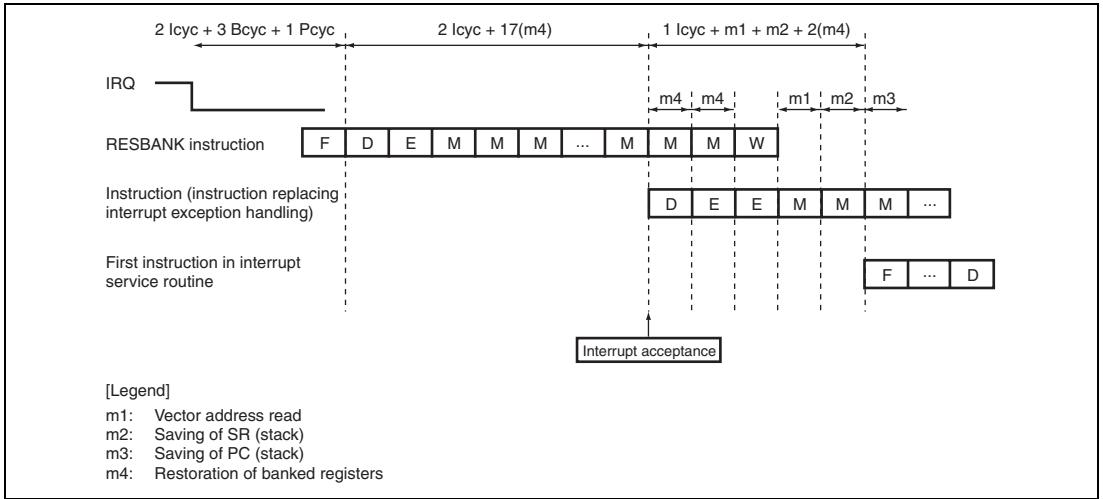 2 Icyc + 3 Bcyc + 1 Pcyc 2 Icyc + 17(m4) 1 Icyc + m1 + m2 + 2(m4)
IRQ
m4 m4 m1 m2 m3
RESBANK instruction F D E M M M ... M M M W
Instruction (instruction replacing
interrupt exception handling) D E E M M M ...
First instruction in interrupt
service routine F ... D
Interrupt acceptance
[Legend]
m1: Vector address read
m2: Saving of SR (stack)
m3: Saving of PC (stack)
m4: Restoration of banked registers